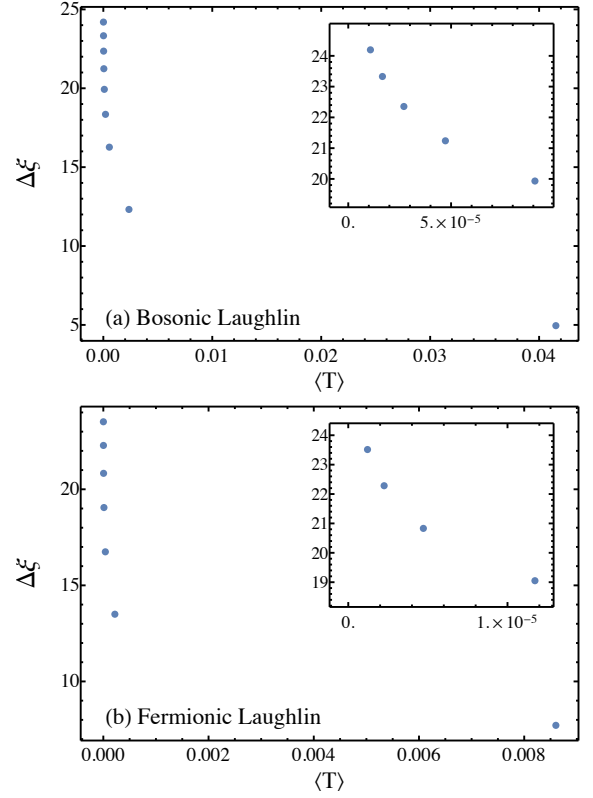 25
20
15
10
5
Δξ
24
23
22
21
20
0. 5.×10⁻⁵
(a) Bosonic Laughlin
0.00 0.01 0.02 0.03 0.04
⟨T⟩
20
15
10
Δξ
24
23
22
21
20
19
0. 1.×10⁻⁵
(b) Fermionic Laughlin
0.000 0.002 0.004 0.006 0.008
⟨T⟩